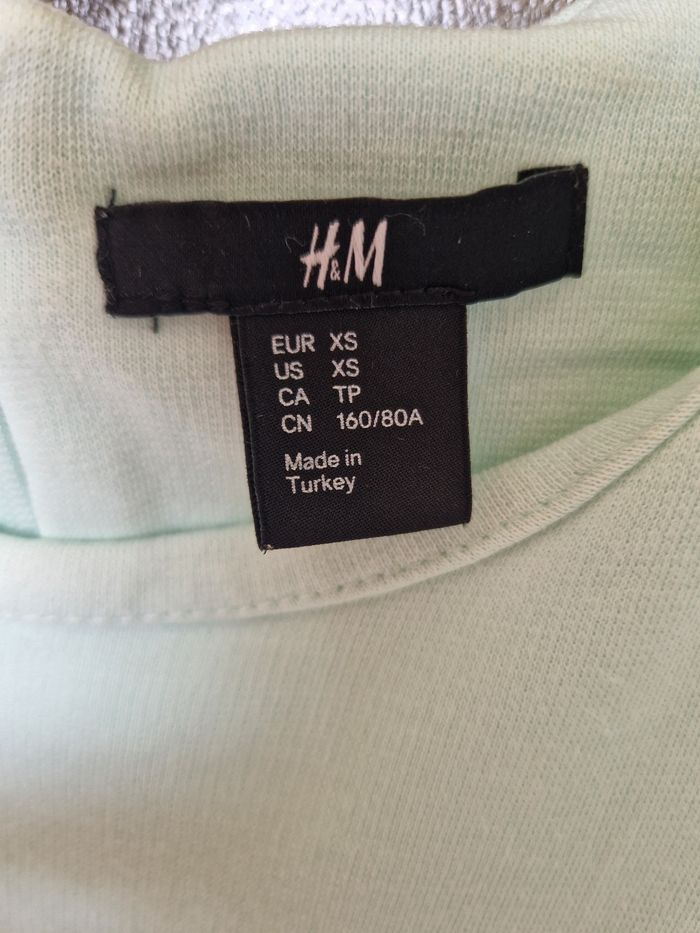 H&M
EUR XS
US XS
CA TP
CN 160/80A
Made in
Turkey